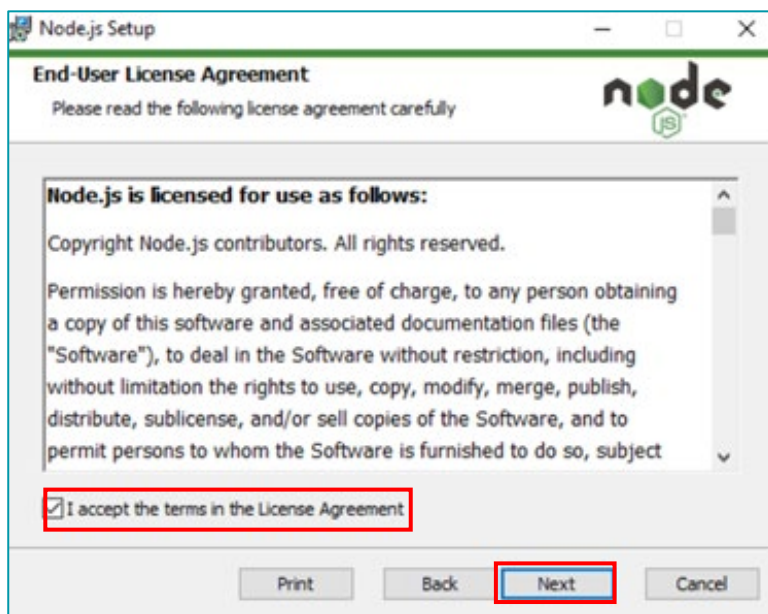 Node.js Setup
End-User License Agreement
Please read the following license agreement carefully
node
JS
Node.js is licensed for use as follows:
Copyright Node.js contributors. All rights reserved.
Permission is hereby granted, free of charge, to any person obtaining
a copy of this software and associated documentation files (the
"Software"), to deal in the Software without restriction, including
without limitation the rights to use, copy, modify, merge, publish,
distribute, sublicense, and/or sell copies of the Software, and to
permit persons to whom the Software is furnished to do so, subject
I accept the terms in the License Agreement
Print Back Next Cancel